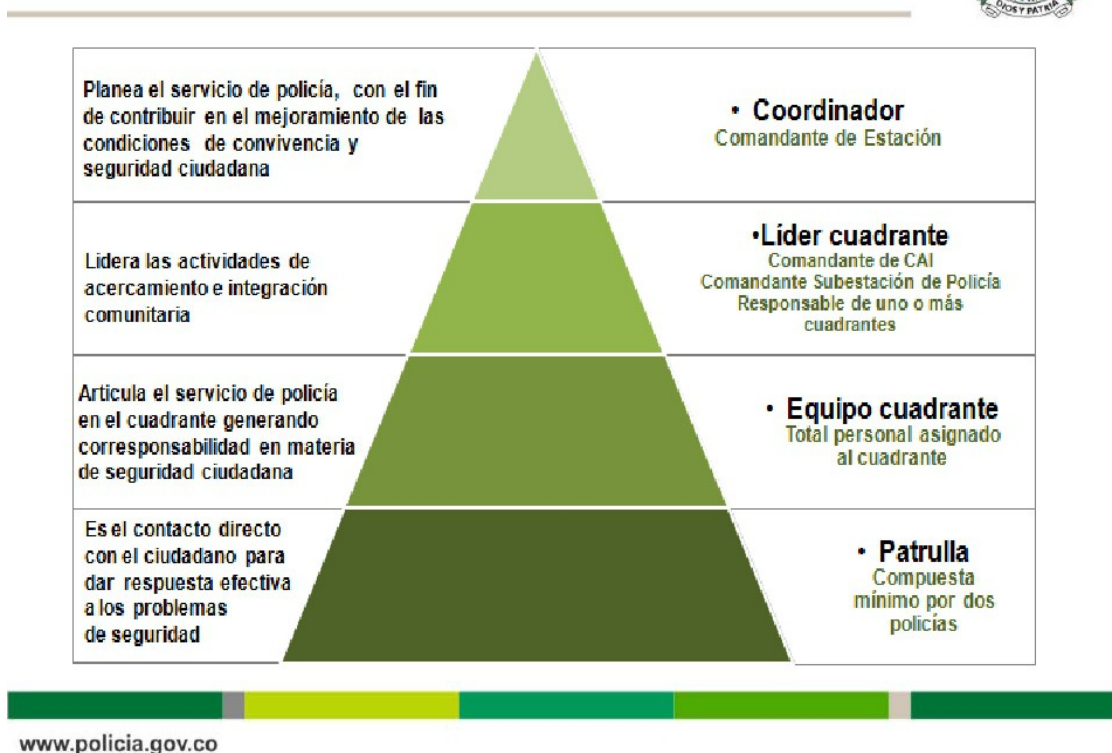 DIOS Y PATRIA
Planea el servicio de policía, con el fin
de contribuir en el mejoramiento de las
condiciones de convivencia y
seguridad ciudadana
• Coordinador
Comandante de Estación
Lidera las actividades de
acercamiento e integración
comunitaria
•Líder cuadrante
Comandante de CAI
Comandante Subestación de Policía
Responsable de uno o más
cuadrantes
Articula el servicio de policía
en el cuadrante generando
corresponsabilidad en materia
de seguridad ciudadana
• Equipo cuadrante
Total personal asignado
al cuadrante
Es el contacto directo
con el ciudadano para
dar respuesta efectiva
a los problemas
de seguridad
• Patrulla
Compuesta
mínimo por dos
policías
www.policia.gov.co